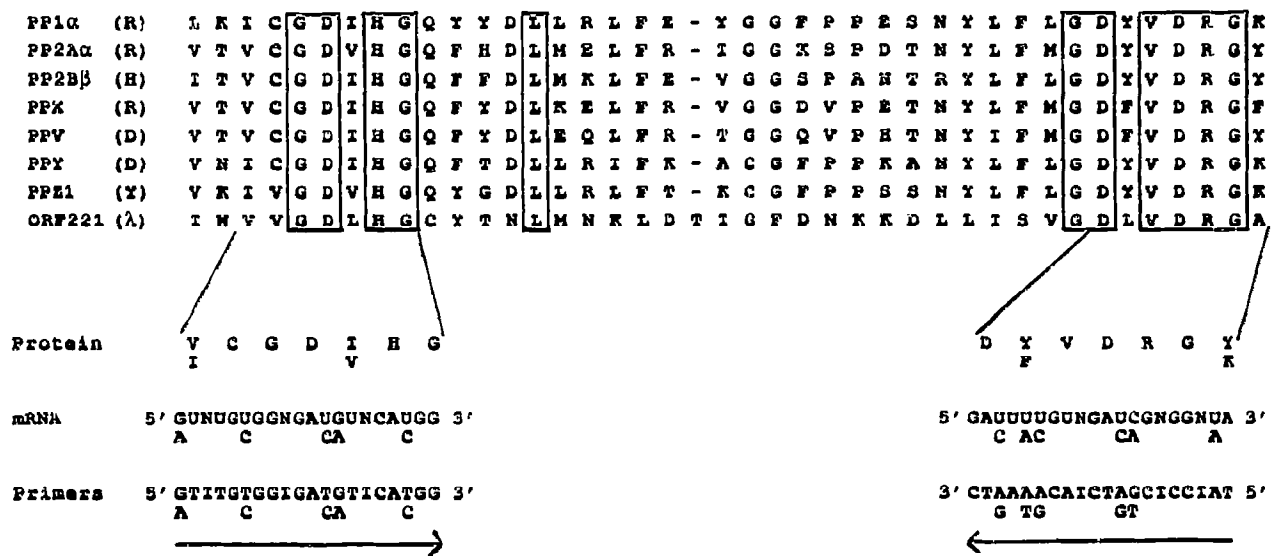 PP1α (R) L K I C G D I H G Q Y Y D L L R L F E - Y G G F P P E S N Y L F L G D Y V D R G K
PP2Aα (R) V T V C G D V H G Q F H D L M E L F R - I G G K S P D T N Y L F M G D Y V D R G Y
PP2Bβ (H) I T V C G D I H G Q F F D L M K L F E - V G G S P A N T R Y L F L G D Y V D R G Y
PPX (R) V T V C G D I H G Q F Y D L K E L F R - V G G D V P E T N Y L F M G D F V D R G F
PPV (D) V T V C G D I H G Q F Y D L E Q L F R - T G G Q V P H T N Y I F M G D F V D R G Y
PPY (D) V N I C G D I H G Q F T D L L R I F K - A C G F P P K A N Y L F L G D Y V D R G K
PPZ1 (Y) V K I V G D V H G Q Y G D L L R L F T - K C G F P P S S N Y L F L G D Y V D R G K
ORF221 (λ) I W V V G D L H G C Y T N L M N K L D T I G F D N K K D L L I S V G D L V D R G A
Protein V C G D I H G D Y V D R G Y
I V F K
mRNA 5' GUNUGUGGNGAUGUNCAUGG 3' 5' GAUUUUGUNGAUCGNGGNUA 3'
A C CA C C AC CA A
Primers 5' GTITGTGGIGATGTICATGG 3' 3' CTAAAACAICTAGCICCIAT 5'
A C CA C G TG GT